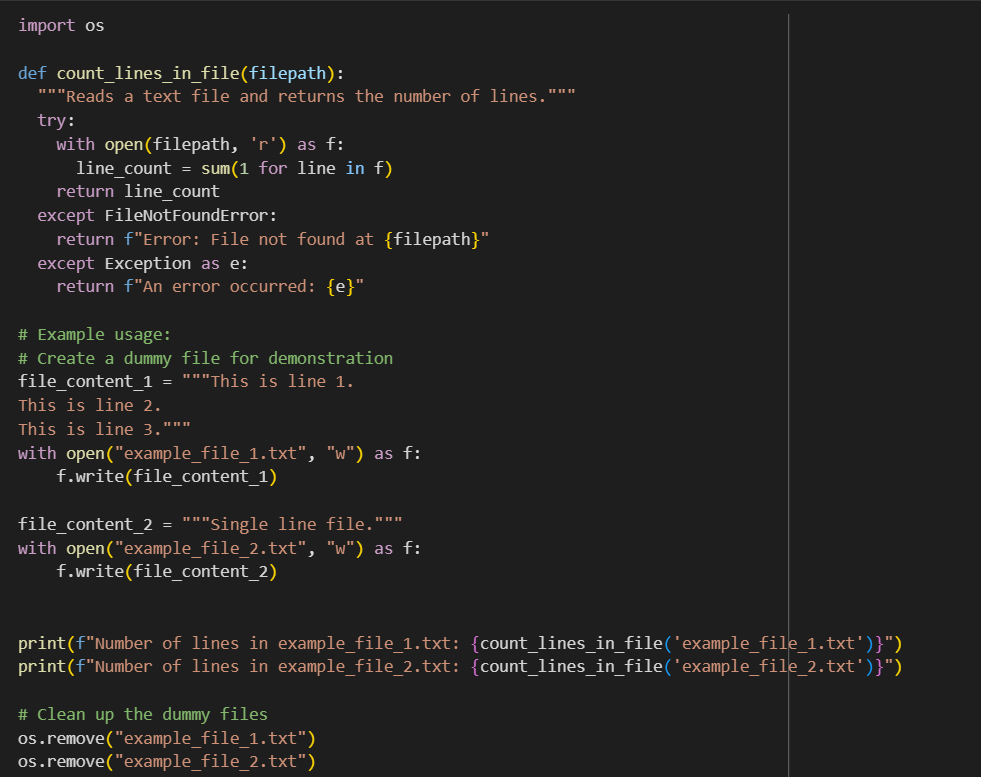 import os
def count_lines_in_file(filepath):
  """Reads a text file and returns the number of lines."""
  try:
    with open(filepath, 'r') as f:
      line_count = sum(1 for line in f)
    return line_count
  except FileNotFoundError:
    return f"Error: File not found at {filepath}"
  except Exception as e:
    return f"An error occurred: {e}"
# Example usage:
# Create a dummy file for demonstration
file_content_1 = """This is line 1.
This is line 2.
This is line 3."""
with open("example_file_1.txt", "w") as f:
    f.write(file_content_1)
file_content_2 = """Single line file."""
with open("example_file_2.txt", "w") as f:
    f.write(file_content_2)
print(f"Number of lines in example_file_1.txt: {count_lines_in_file('example_file_1.txt')}")
print(f"Number of lines in example_file_2.txt: {count_lines_in_file('example_file_2.txt')}")
# Clean up the dummy files
os.remove("example_file_1.txt")
os.remove("example_file_2.txt")